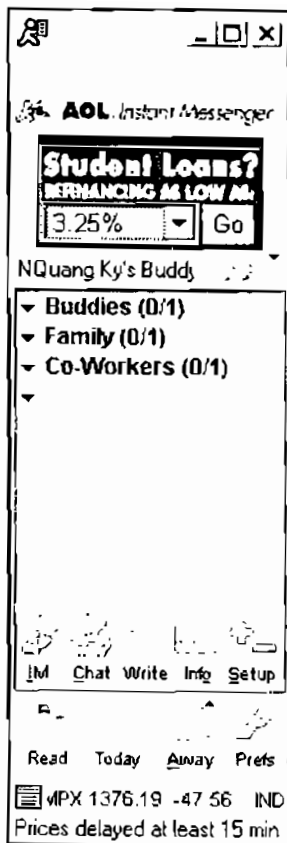 AOL Instant Messenger
Student Loans?
REFINANCING AS LOW AS
3.25% Go
NQuang Ky's Buddy
Buddies (0/1)
Family (0/1)
Co-Workers (0/1)
IM Chat Write Info Setup
Read Today Away Prefs
MPX 1376.19 -47.56 IND
Prices delayed at least 15 min